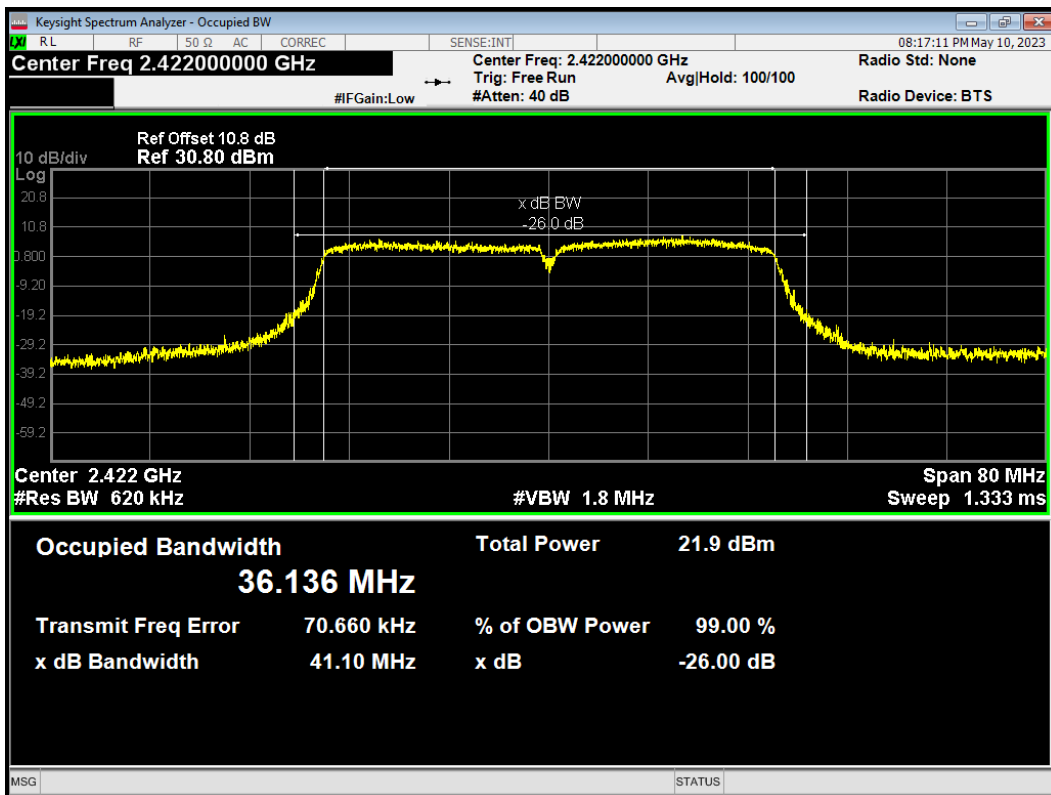 Keysight Spectrum Analyzer - Occupied BW
LXI RL RF 50 Ω AC CORREC SENSE:INT 08:17:11 PM May 10, 2023
Center Freq 2.422000000 GHz Center Freq: 2.422000000 GHz Radio Std: None
Trig: Free Run Avg|Hold: 100/100
#IFGain:Low #Atten: 40 dB Radio Device: BTS
Ref Offset 10.8 dB
10 dB/div Ref 30.80 dBm
Log
20.8
x dB BW
10.8 -26.0 dB
0.800
-9.20
-19.2
-29.2
-39.2
-49.2
-59.2
Center 2.422 GHz Span 80 MHz
#Res BW 620 kHz #VBW 1.8 MHz Sweep 1.333 ms
Occupied Bandwidth Total Power 21.9 dBm
36.136 MHz
Transmit Freq Error 70.660 kHz % of OBW Power 99.00 %
x dB Bandwidth 41.10 MHz x dB -26.00 dB
MSG STATUS